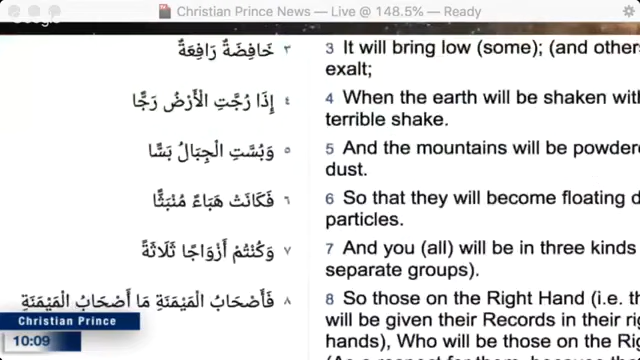 Christian Prince News — Live @ 148.5% — Ready
خَافِضَةٌ رَافِعَةٌ ٣
3 It will bring low (some); (and others
exalt;
إِذَا رُجَّتِ الْأَرْضُ رَجًّا ٤
4 When the earth will be shaken with
terrible shake.
وَبُسَّتِ الْجِبَالُ بَسًّا ٥
5 And the mountains will be powdere
dust.
فَكَانَتْ هَبَاءً مُنْبَثًّا ٦
6 So that they will become floating d
particles.
وَكُنْتُمْ أَزْوَاجًا ثَلَاثَةً ٧
7 And you (all) will be in three kinds
separate groups).
فَأَصْحَابُ الْمَيْمَنَةِ مَا أَصْحَابُ الْمَيْمَنَةِ ٨
8 So those on the Right Hand (i.e. th
will be given their Records in their rig
hands), Who will be those on the Rig
Christian Prince
10:09